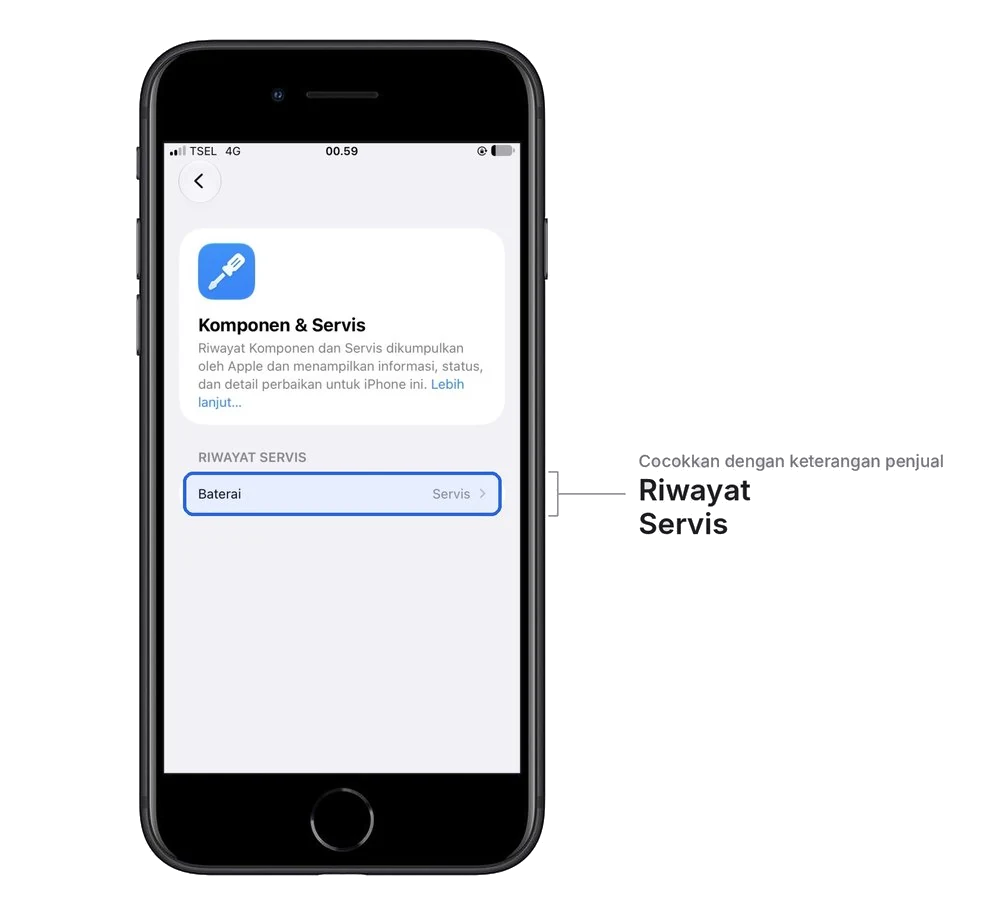 TSEL 4G 00.59
Komponen & Servis
Riwayat Komponen dan Servis dikumpulkan
oleh Apple dan menampilkan informasi, status,
dan detail perbaikan untuk iPhone ini. Lebih
lanjut...
RIWAYAT SERVIS
Baterai Servis
Cocokkan dengan keterangan penjual
Riwayat
Servis